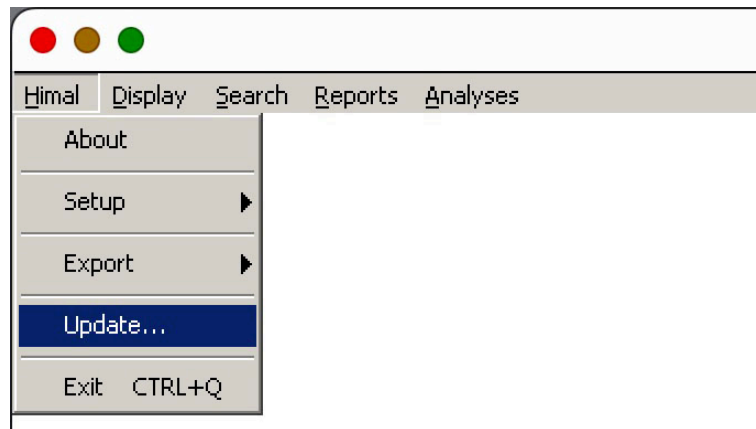 Himal Display Search Reports Analyses
About
Setup
Export
Update...
Exit CTRL+Q